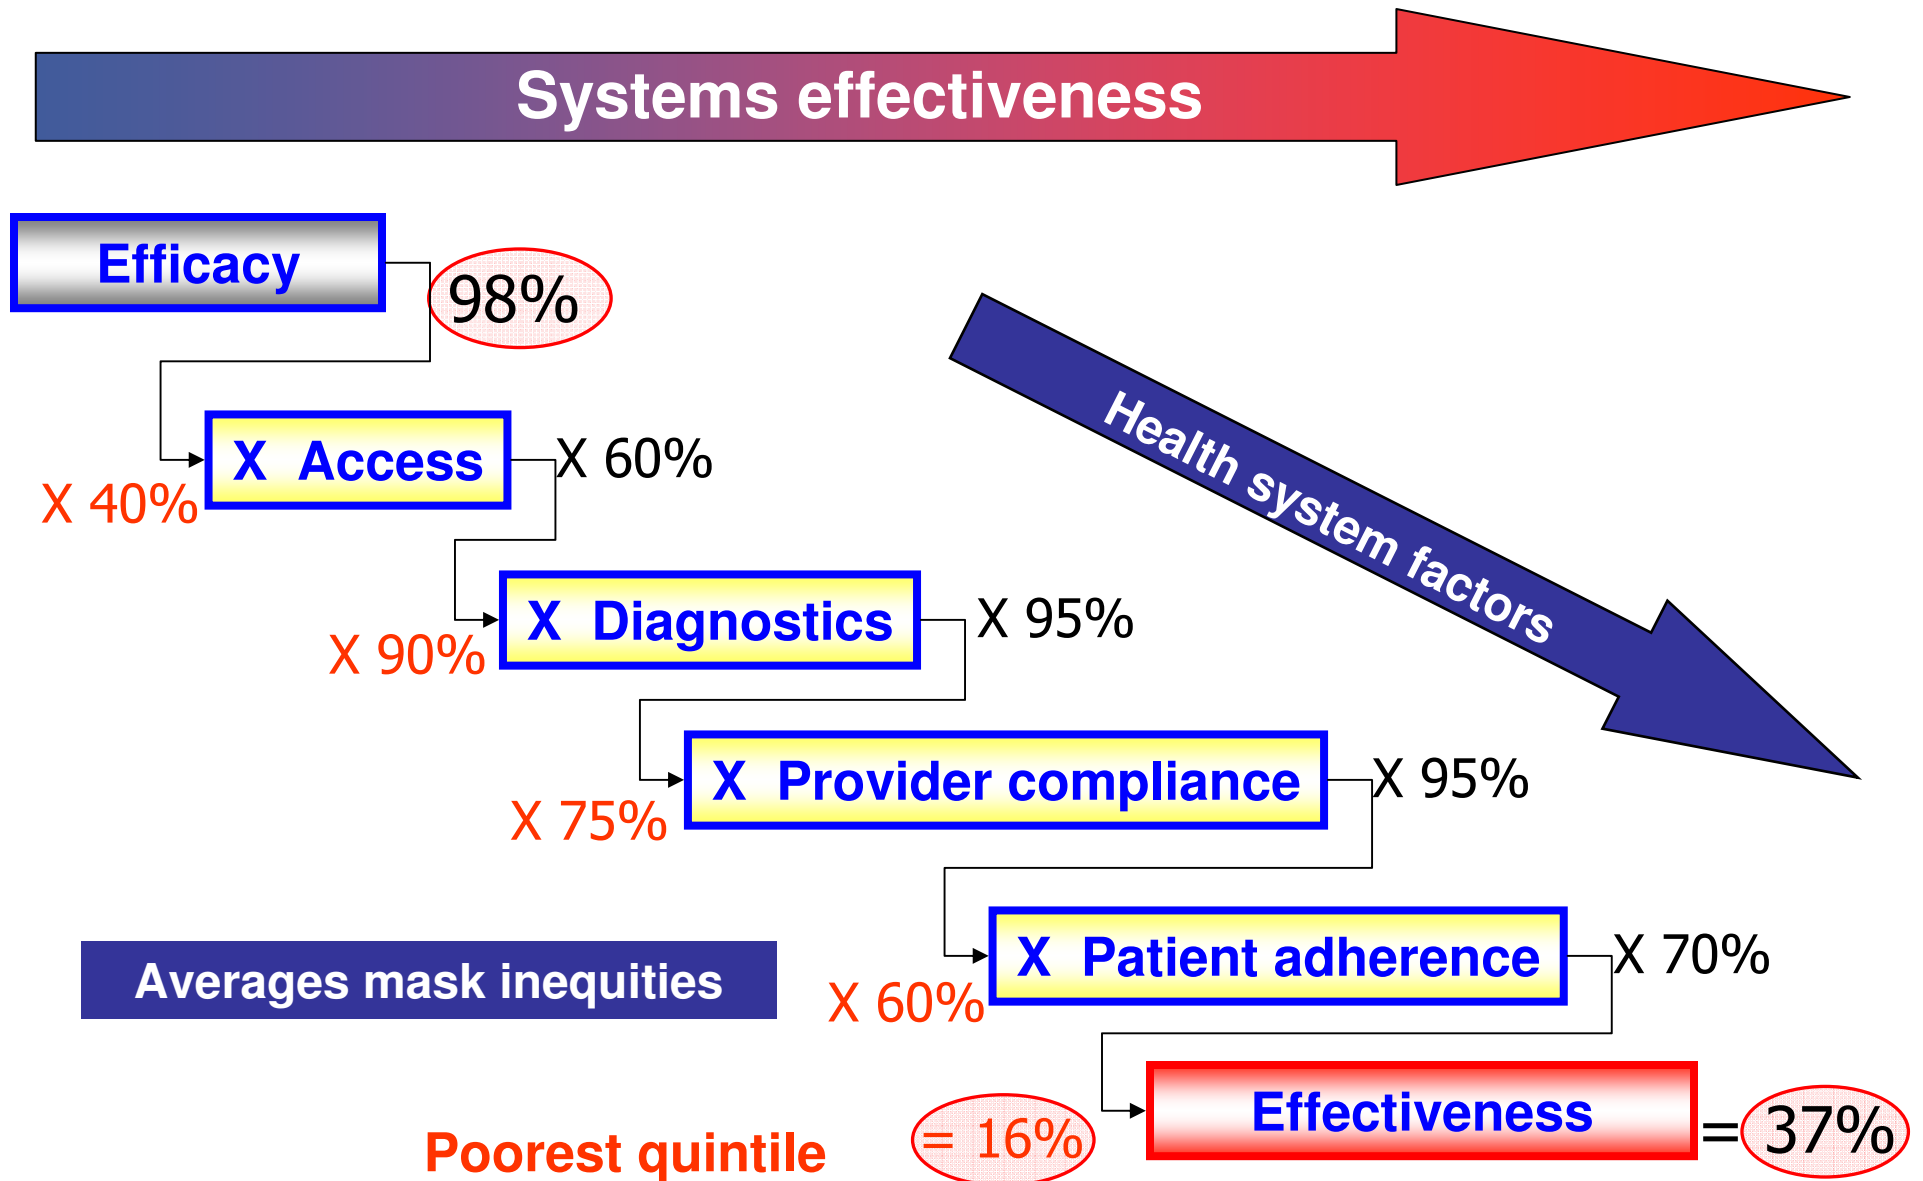 Systems effectiveness
Efficacy
98%
X Access
X 60%
X 40%
Health system factors
X Diagnostics
X 95%
X 90%
X Provider compliance
X 95%
X 75%
X Patient adherence
X 70%
X 60%
Averages mask inequities
Effectiveness
= 37%
Poorest quintile
= 16%